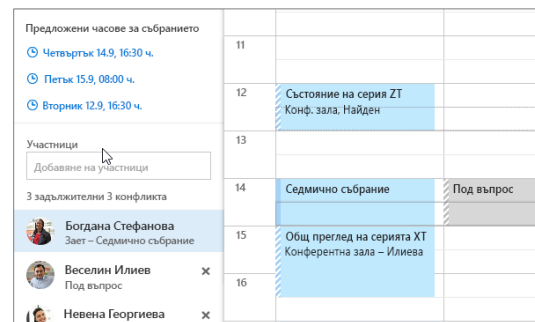 Предложени часове за събранието
Четвъртък 14.9, 16:30 ч.
Петък 15.9, 08:00 ч.
Вторник 12.9, 16:30 ч.
Участници
Добавяне на участници
3 задължителни 3 конфликта
Богдана Стефанова
Зает – Седмично събрание
Веселин Илиев
Под въпрос
Невена Георгиева
11
12
Състояние на серия ZT
Конф. зала, Найден
13
14
Седмично събрание
Под въпрос
15
Общ преглед на серията XT
Конферентна зала – Илиева
16